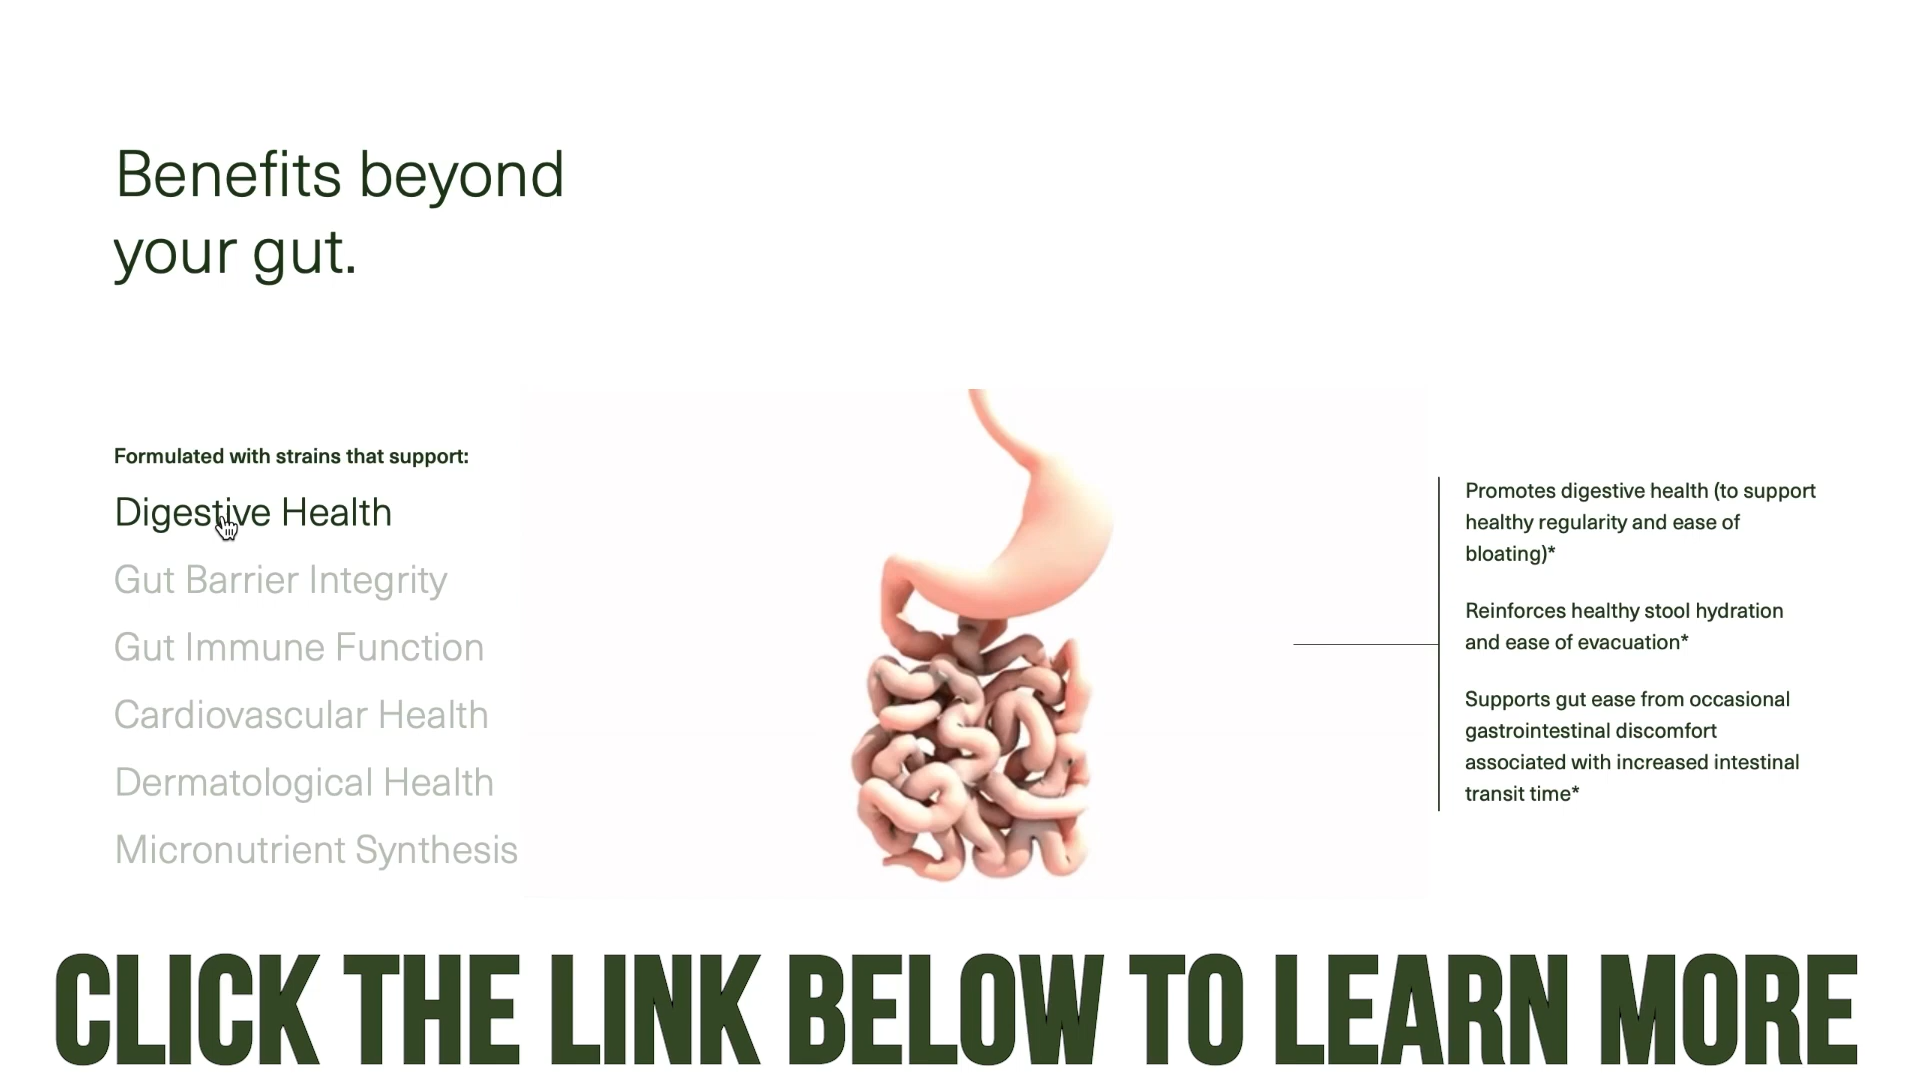 Benefits beyond
your gut.
Formulated with strains that support:
Digestive Health
Gut Barrier Integrity
Gut Immune Function
Cardiovascular Health
Dermatological Health
Micronutrient Synthesis
Promotes digestive health (to support
healthy regularity and ease of
bloating)*
Reinforces healthy stool hydration
and ease of evacuation*
Supports gut ease from occasional
gastrointestinal discomfort
associated with increased intestinal
transit time*
CLICK THE LINK BELOW TO LEARN MORE